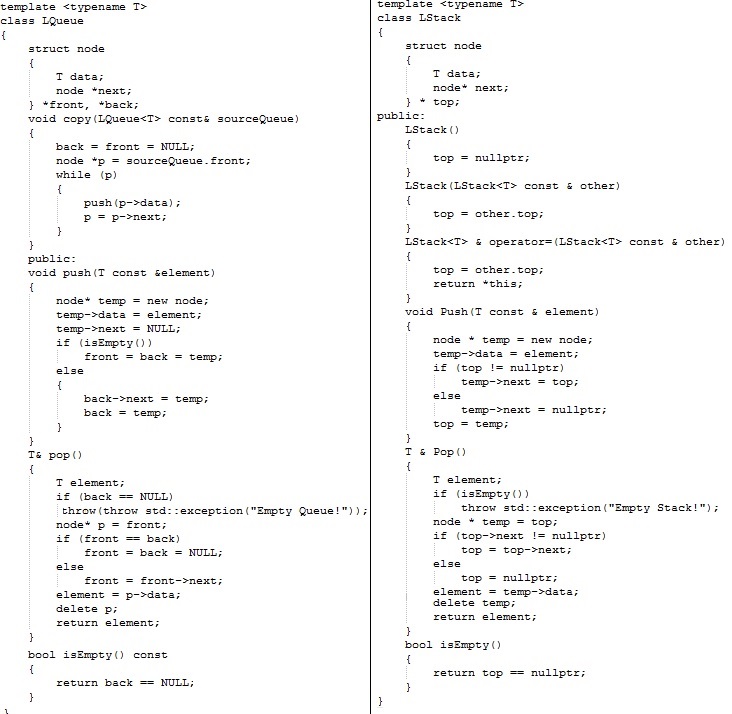 template <typename T>
class LQueue
{
    struct node
    {
        T data;
        node *next;
    } *front, *back;
    void copy(LQueue<T> const& sourceQueue)
    {
        back = front = NULL;
        node *p = sourceQueue.front;
        while (p)
        {
            push(p->data);
            p = p->next;
        }
    }
    public:
    void push(T const &element)
    {
        node* temp = new node;
        temp->data = element;
        temp->next = NULL;
        if (isEmpty())
            front = back = temp;
        else
        {
            back->next = temp;
            back = temp;
        }
    }
    T& pop()
    {
        T element;
        if (back == NULL)
         throw(throw std::exception("Empty Queue!"));
        node* p = front;
        if (front == back)
            front = back = NULL;
        else
            front = front->next;
        element = p->data;
        delete p;
        return element;
    }
    bool isEmpty() const
    {
        return back == NULL;
    }
}
template <typename T>
class LStack
{
    struct node
    {
        T data;
        node* next;
    } * top;
public:
    LStack()
    {
        top = nullptr;
    }
    LStack(LStack<T> const & other)
    {
        top = other.top;
    }
    LStack<T> & operator=(LStack<T> const & other)
    {
        top = other.top;
        return *this;
    }
    void Push(T const & element)
    {
        node * temp = new node;
        temp->data = element;
        if (top != nullptr)
            temp->next = top;
        else
            temp->next = nullptr;
        top = temp;
    }
    T & Pop()
    {
        T element;
        if (isEmpty())
            throw std::exception("Empty Stack!");
        node * temp = top;
        if (top->next != nullptr)
            top = top->next;
        else
            top = nullptr;
        element = temp->data;
        delete temp;
        return element;
    }
    bool isEmpty()
    {
        return top == nullptr;
    }
}